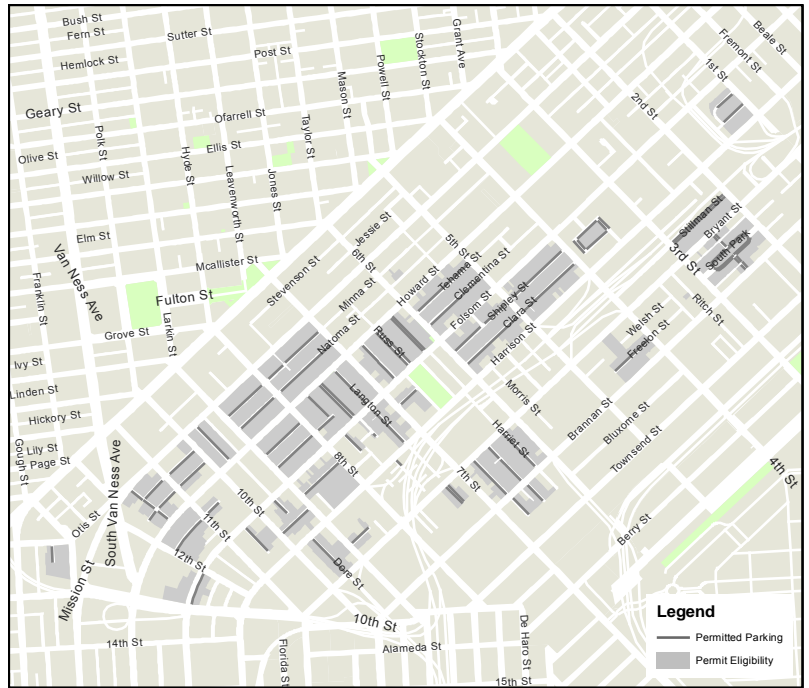 Bush St
Fern St
Sutter St
Post St
Hemlock St
Stockton St
Grant Ave
Powell St
Mason St
Beale St
Fremont St
1st St
2nd St
Geary St
Ofarrell St
Taylor St
Polk St
Hyde St
Ellis St
Olive St
Willow St
Leavenworth St
Jones St
Elm St
Mcallister St
Van Ness Ave
Franklin St
Fulton St
Larkin St
Grove St
Stevenson St
Jessie St
6th St
5th St
Minna St
Natoma St
Howard St
Tehama St
Clementina St
Folsom St
Shipley St
Clara St
Harrison St
Russ St
Stillman St
Bryant St
South Park
3rd St
Ritch St
Welsh St
Freelon St
Ivy St
Linden St
Hickory St
Lily St
Page St
Gough St
South Van Ness Ave
Langton St
Morris St
Harriet St
Brannan St
Bluxome St
Townsend St
4th St
Berry St
8th St
7th St
10th St
11th St
12th St
Otis St
Mission St
Dore St
10th St
14th St
Florida St
Alameda St
De Haro St
15th St
Legend
Permitted Parking
Permit Eligibility